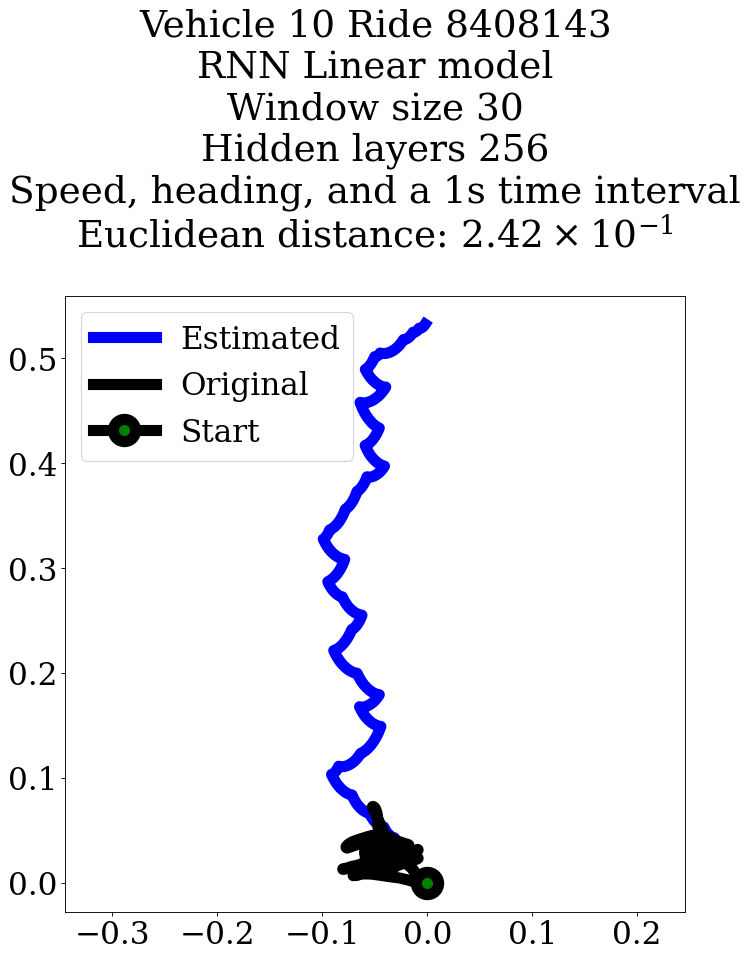 Vehicle 10 Ride 8408143
RNN Linear model
Window size 30
Hidden layers 256
Speed, heading, and a 1s time interval
Euclidean distance: 2.42 × 10⁻¹
Estimated
Original
Start
0.5
0.4
0.3
0.2
0.1
0.0
−0.3 −0.2 −0.1 0.0 0.1 0.2